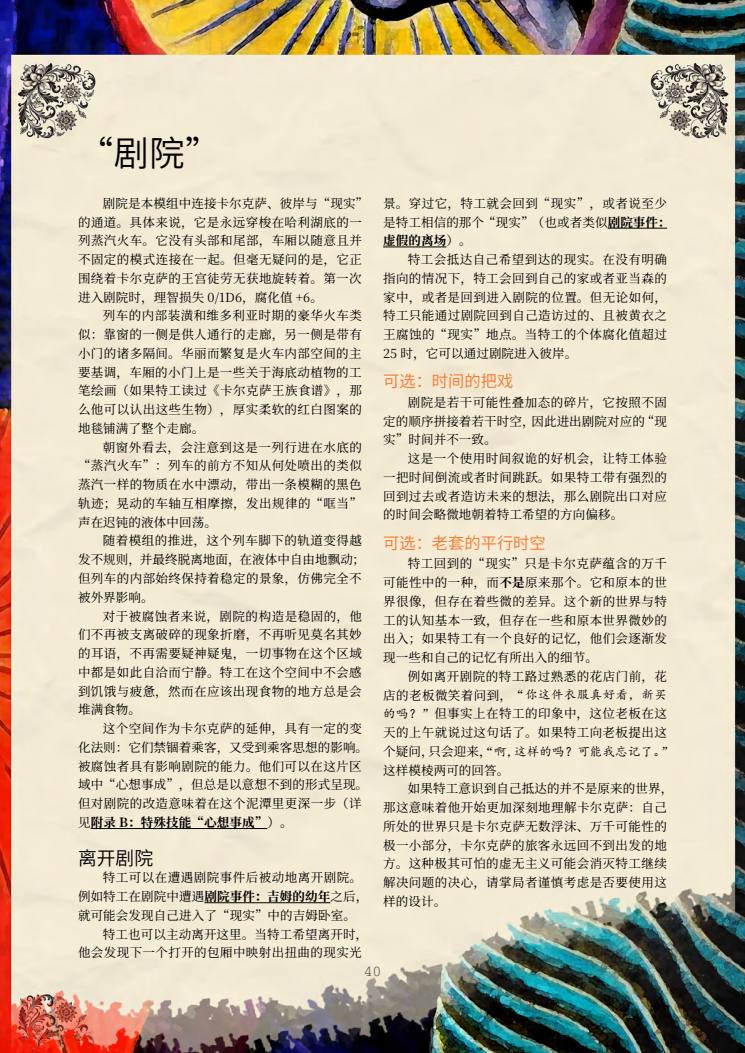 “剧院”
剧院是本模组中连接卡尔克萨、彼岸与“现实”
的通道。具体来说，它是永远穿梭在哈利湖底的一
列蒸汽火车。它没有头部和尾部，车厢以随意且并
不固定的模式连接在一起。但毫无疑问的是，它正
围绕着卡尔克萨的王宫徒劳无获地旋转着。第一次
进入剧院时，理智损失 0/1D6，腐化值 +6。
列车的内部装潢和维多利亚时期的豪华火车类
似：靠窗的一侧是供人通行的走廊，另一侧是带有
小门的诸多隔间。华丽而繁复是火车内部空间的主
要基调，车厢的小门上是一些关于海底动植物的工
笔绘画（如果特工读过《卡尔克萨王族食谱》，那
么他可以认出这些生物），厚实柔软的红白图案的
地毯铺满了整个走廊。
朝窗外看去，会注意到这是一列行进在水底的
“蒸汽火车”：列车的前方不知从何处喷出的类似
蒸汽一样的物质在水中漂动，带出一条模糊的黑色
轨迹；晃动的车轴互相摩擦，发出规律的“哐当”
声在迟钝的液体中回荡。
随着模组的推进，这个列车脚下的轨道变得越
发不规则，并最终脱离地面，在液体中自由地飘动；
但列车的内部始终保持着稳定的景象，仿佛完全不
被外界影响。
对于被腐蚀者来说，剧院的构造是稳固的，他
们不再被支离破碎的现象折磨，不再听见莫名其妙
的耳语，不再需要疑神疑鬼，一切事物在这个区域
中都是如此自洽而宁静。特工在这个空间中不会感
到饥饿与疲惫，然而在应该出现食物的地方总是会
堆满食物。
这个空间作为卡尔克萨的延伸，具有一定的变
化法则：它们禁锢着乘客，又受到乘客思想的影响。
被腐蚀者具有影响剧院的能力。他们可以在这片区
域中“心想事成”，但总是以意想不到的形式呈现。
但对剧院的改造意味着在这个泥潭里更深一步（详
见附录 B：特殊技能“心想事成”）。
离开剧院
特工可以在遭遇剧院事件后被动地离开剧院。
例如特工在剧院中遭遇剧院事件：吉姆的幼年之后，
就可能会发现自己进入了“现实”中的吉姆卧室。
特工也可以主动离开这里。当特工希望离开时，
他会发现下一个打开的包厢中映射出扭曲的现实光
景。穿过它，特工就会回到“现实”，或者说至少
是特工相信的那个“现实”（也或者类似剧院事件：
虚假的离场）。
特工会抵达自己希望到达的现实。在没有明确
指向的情况下，特工会回到自己的家或者亚当森的
家中，或者是回到进入剧院的位置。但无论如何，
特工只能通过剧院回到自己造访过的、且被黄衣之
王腐蚀的“现实”地点。当特工的个体腐化值超过
25 时，它可以通过剧院进入彼岸。
可选：时间的把戏
剧院是若干可能性叠加态的碎片，它按照不固
定的顺序拼接着若干时空，因此进出剧院对应的“现
实”时间并不一致。
这是一个使用时间叙诡的好机会，让特工体验
一把时间倒流或者时间跳跃。如果特工带有强烈的
回到过去或者造访未来的想法，那么剧院出口对应
的时间会略微地朝着特工希望的方向偏移。
可选：老套的平行时空
特工回到的“现实”只是卡尔克萨蕴含的万千
可能性中的一种，而不是原来那个。它和原本的世
界很像，但存在着些微的差异。这个新的世界与特
工的认知基本一致，但存在一些和原本世界微妙的
出入；如果特工有一个良好的记忆，他们会逐渐发
现一些和自己的记忆有所出入的细节。
例如离开剧院的特工路过熟悉的花店门前，花
店的老板微笑着问到，“你这件衣服真好看，新买
的吗？”但事实上在特工的印象中，这位老板在这
天的上午就说过这句话了。如果特工向老板提出这
个疑问，只会迎来，“啊，这样的吗？可能我忘记了。”
这样模棱两可的回答。
如果特工意识到自己抵达的并不是原来的世界，
那这意味着他开始更加深刻地理解卡尔克萨：自己
所处的世界只是卡尔克萨无数浮沫、万千可能性的
极一小部分，卡尔克萨的旅客永远回不到出发的地
方。这种极其可怕的虚无主义可能会消灭特工继续
解决问题的决心，请掌局者谨慎考虑是否要使用这
样的设计。
40